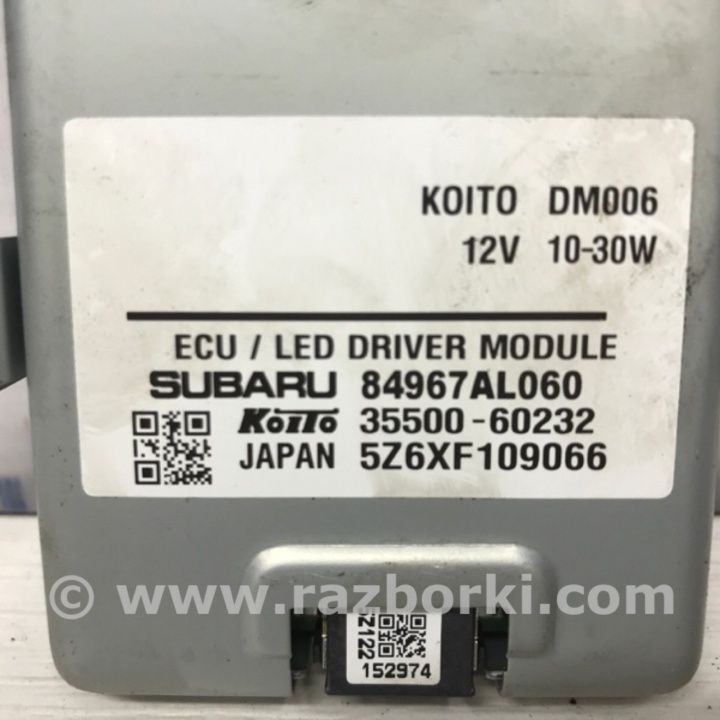 KOITO DM006
12V 10-30W
ECU / LED DRIVER MODULE
SUBARU 84967AL060
KOITO 35500-60232
JAPAN 5Z6XF109066
© www.razborki.com
Z122
152974